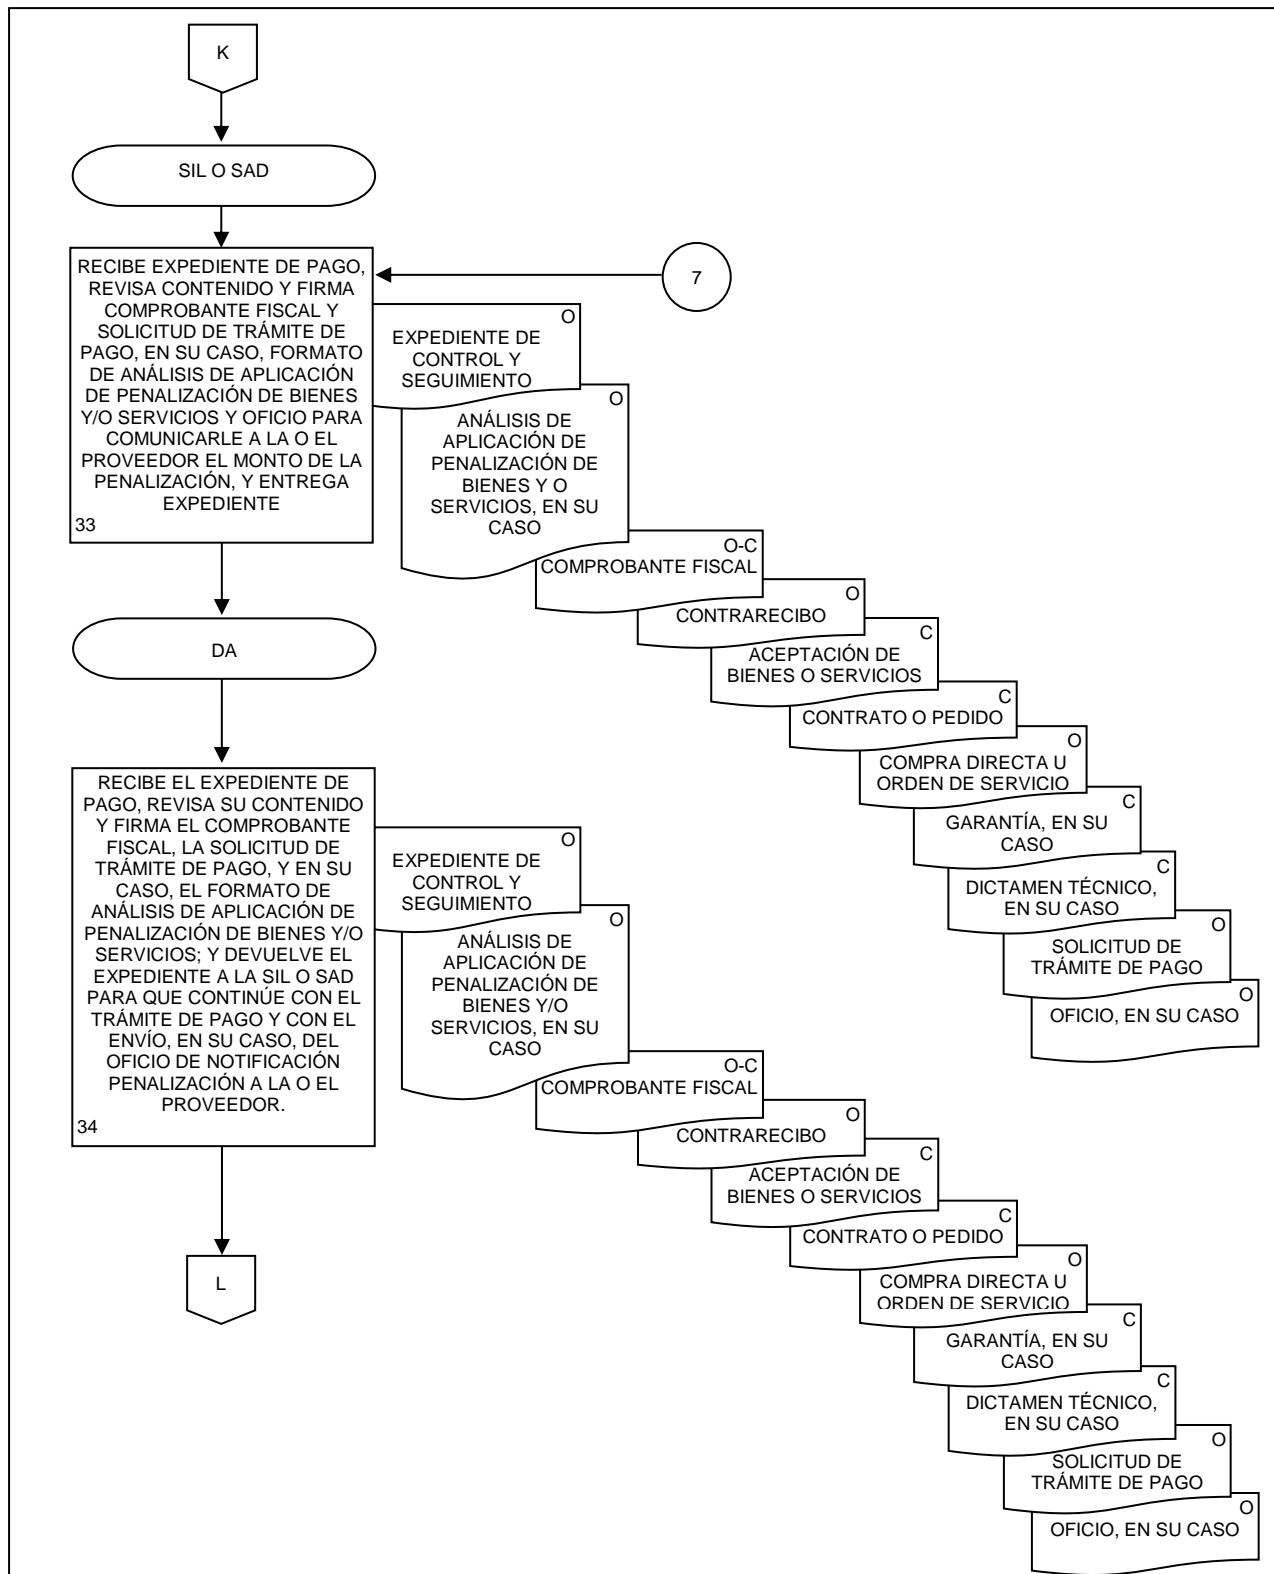 K
SIL O SAD
RECIBE EXPEDIENTE DE PAGO,
REVISA CONTENIDO Y FIRMA
COMPROBANTE FISCAL Y
SOLICITUD DE TRÁMITE DE
PAGO, EN SU CASO, FORMATO
DE ANÁLISIS DE APLICACIÓN
DE PENALIZACIÓN DE BIENES
Y/O SERVICIOS Y OFICIO PARA
COMUNICARLE A LA O EL
PROVEEDOR EL MONTO DE LA
PENALIZACIÓN, Y ENTREGA
EXPEDIENTE
33
7
O
EXPEDIENTE DE
CONTROL Y
SEGUIMIENTO
O
ANÁLISIS DE
APLICACIÓN DE
PENALIZACIÓN DE
BIENES Y O
SERVICIOS, EN SU
CASO
O-C
COMPROBANTE FISCAL
O
CONTRARECIBO
C
ACEPTACIÓN DE
BIENES O SERVICIOS
C
CONTRATO O PEDIDO
O
COMPRA DIRECTA U
ORDEN DE SERVICIO
C
GARANTÍA, EN SU
CASO
C
DICTAMEN TÉCNICO,
EN SU CASO
O
SOLICITUD DE
TRÁMITE DE PAGO
O
OFICIO, EN SU CASO
DA
RECIBE EL EXPEDIENTE DE
PAGO, REVISA SU CONTENIDO
Y FIRMA EL COMPROBANTE
FISCAL, LA SOLICITUD DE
TRÁMITE DE PAGO, Y EN SU
CASO, EL FORMATO DE
ANÁLISIS DE APLICACIÓN DE
PENALIZACIÓN DE BIENES Y/O
SERVICIOS; Y DEVUELVE EL
EXPEDIENTE A LA SIL O SAD
PARA QUE CONTINÚE CON EL
TRÁMITE DE PAGO Y CON EL
ENVÍO, EN SU CASO, DEL
OFICIO DE NOTIFICACIÓN
PENALIZACIÓN A LA O EL
PROVEEDOR.
34
O
EXPEDIENTE DE
CONTROL Y
SEGUIMIENTO
O
ANÁLISIS DE
APLICACIÓN DE
PENALIZACIÓN DE
BIENES Y/O
SERVICIOS, EN SU
CASO
O-C
COMPROBANTE FISCAL
O
CONTRARECIBO
C
ACEPTACIÓN DE
BIENES O SERVICIOS
C
CONTRATO O PEDIDO
O
COMPRA DIRECTA U
ORDEN DE SERVICIO
C
GARANTÍA, EN SU
CASO
C
DICTAMEN TÉCNICO,
EN SU CASO
O
SOLICITUD DE
TRÁMITE DE PAGO
O
OFICIO, EN SU CASO
L